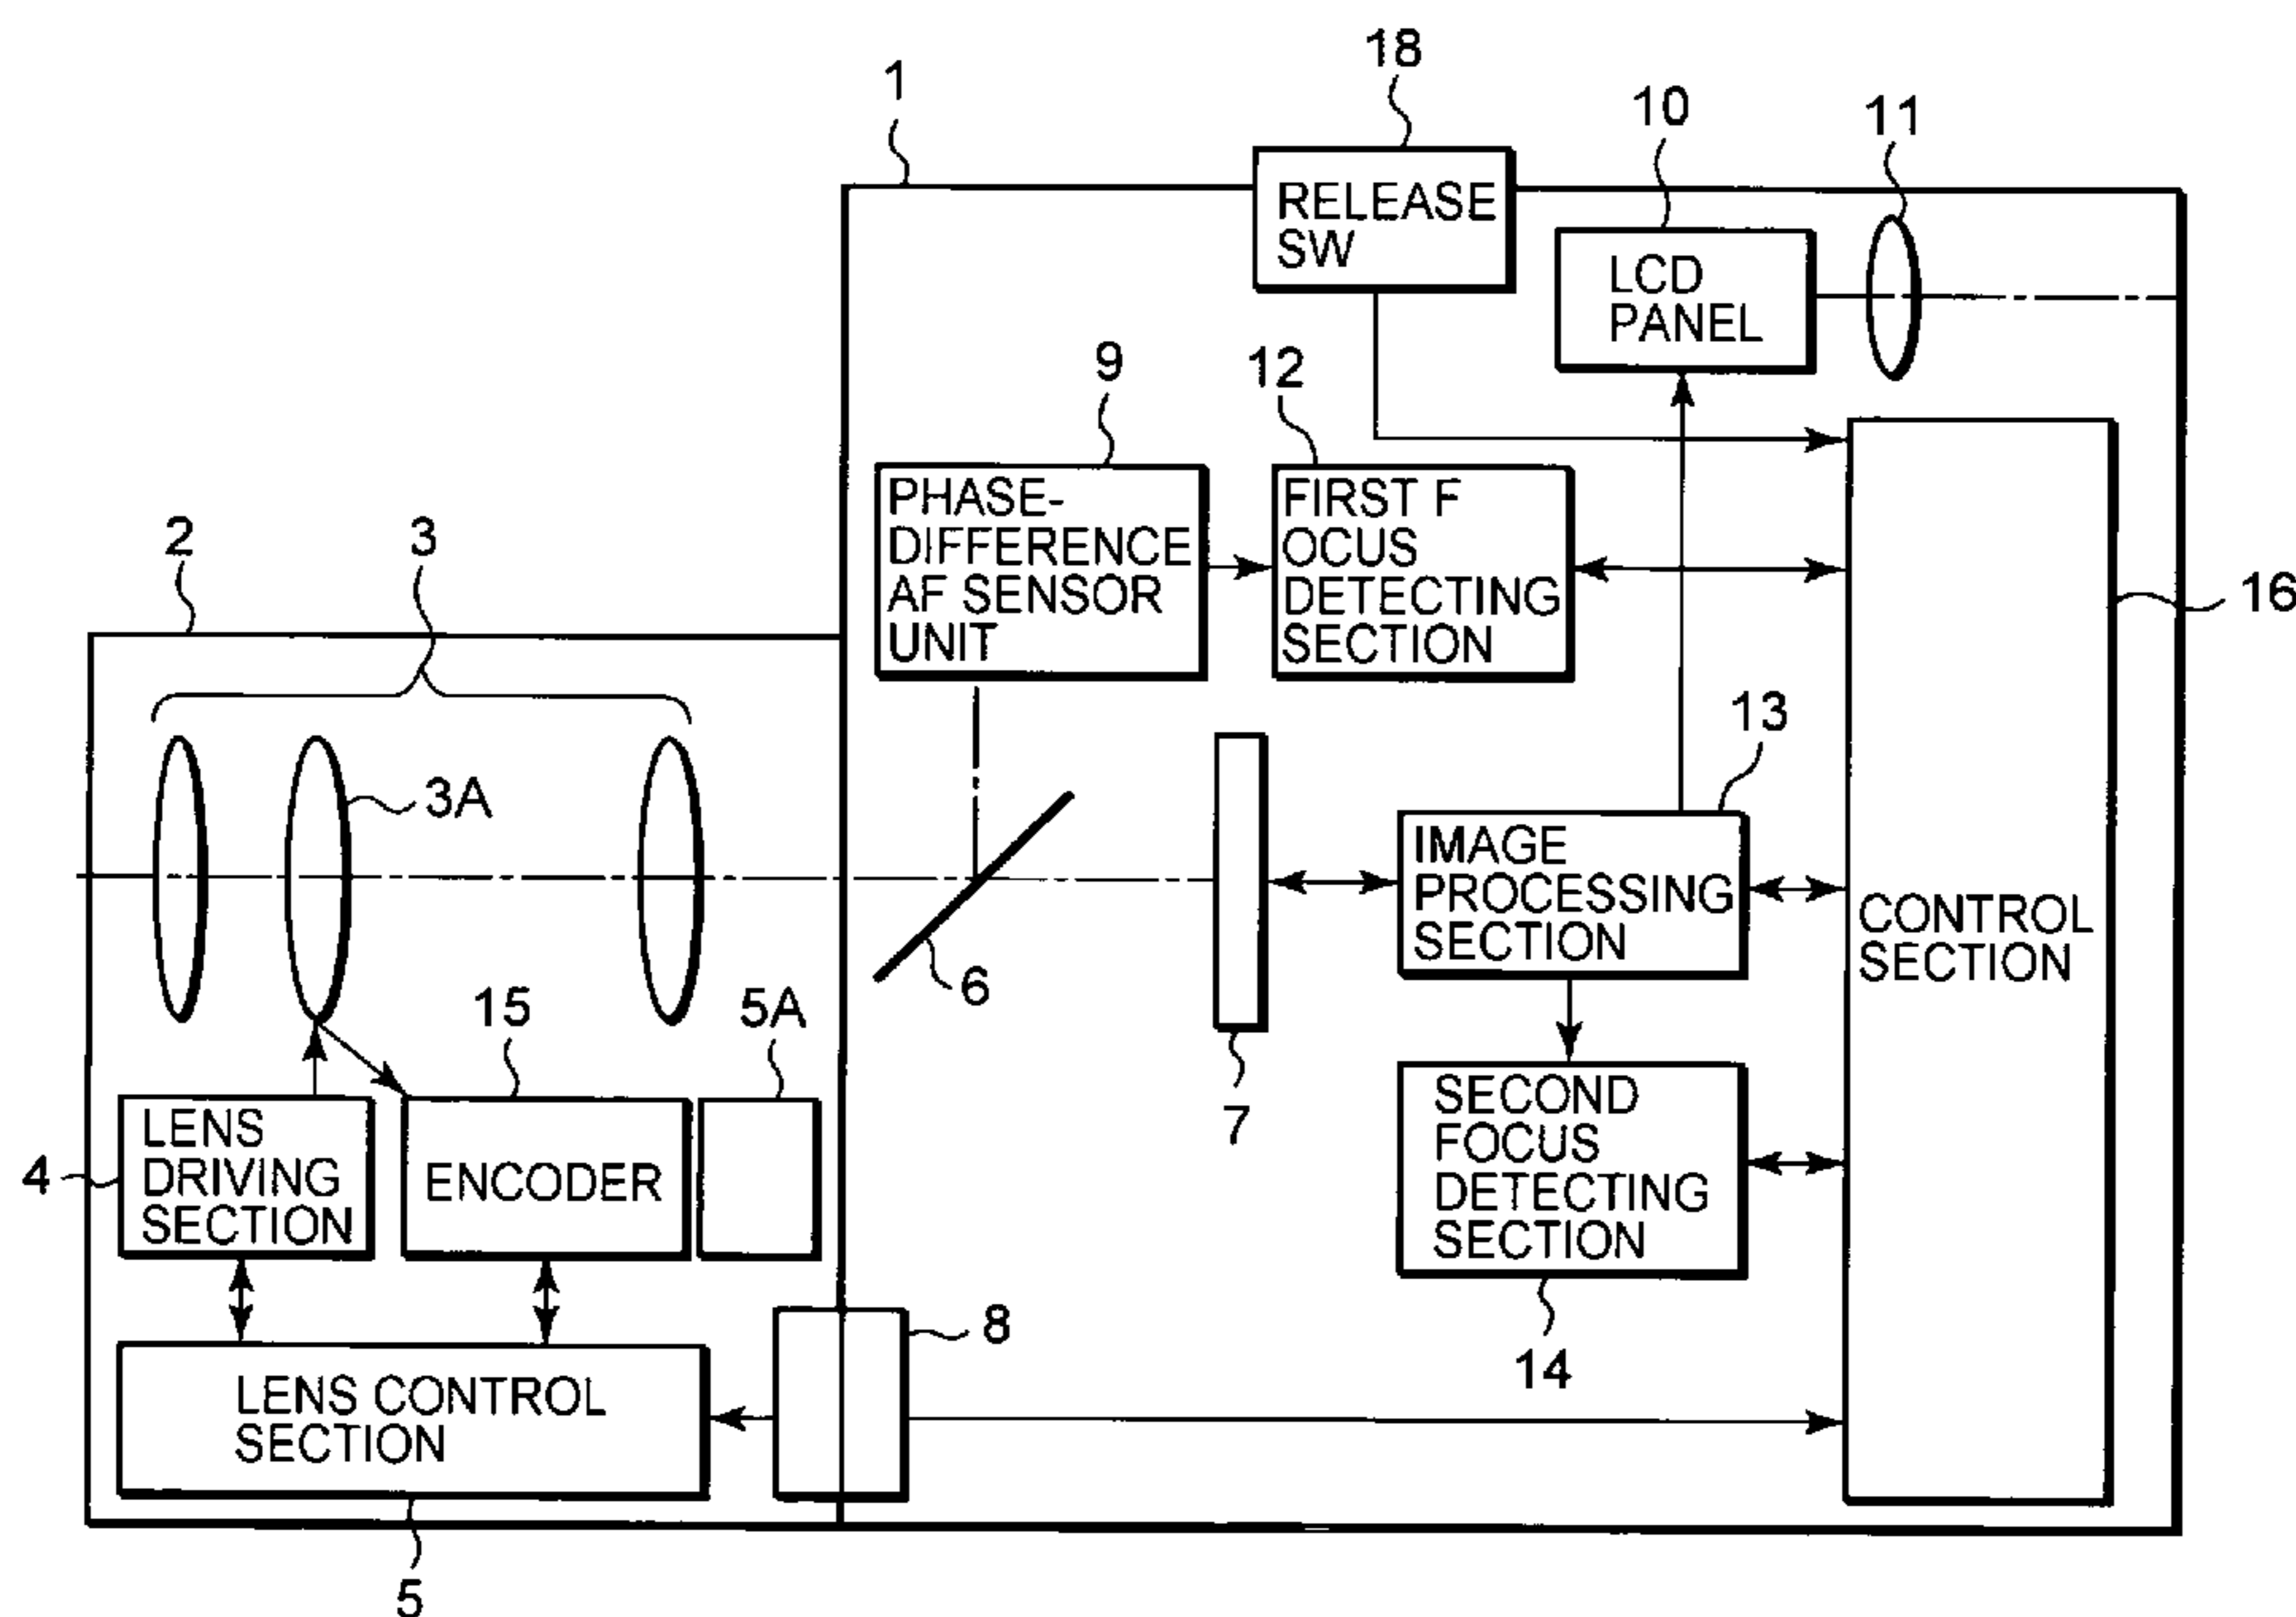 18
1
10
11
RELEASE
SW
LCD
PANEL
9
12
PHASE-
DIFFERENCE
AF SENSOR
UNIT
FIRST F
OCUS
DETECTING
SECTION
16
2
3
13
3A
IMAGE
PROCESSING
SECTION
CONTROL
SECTION
6
15
5A
7
LENS
DRIVING
SECTION
4
ENCODER
SECOND
FOCUS
DETECTING
SECTION
8
14
LENS CONTROL
SECTION
5